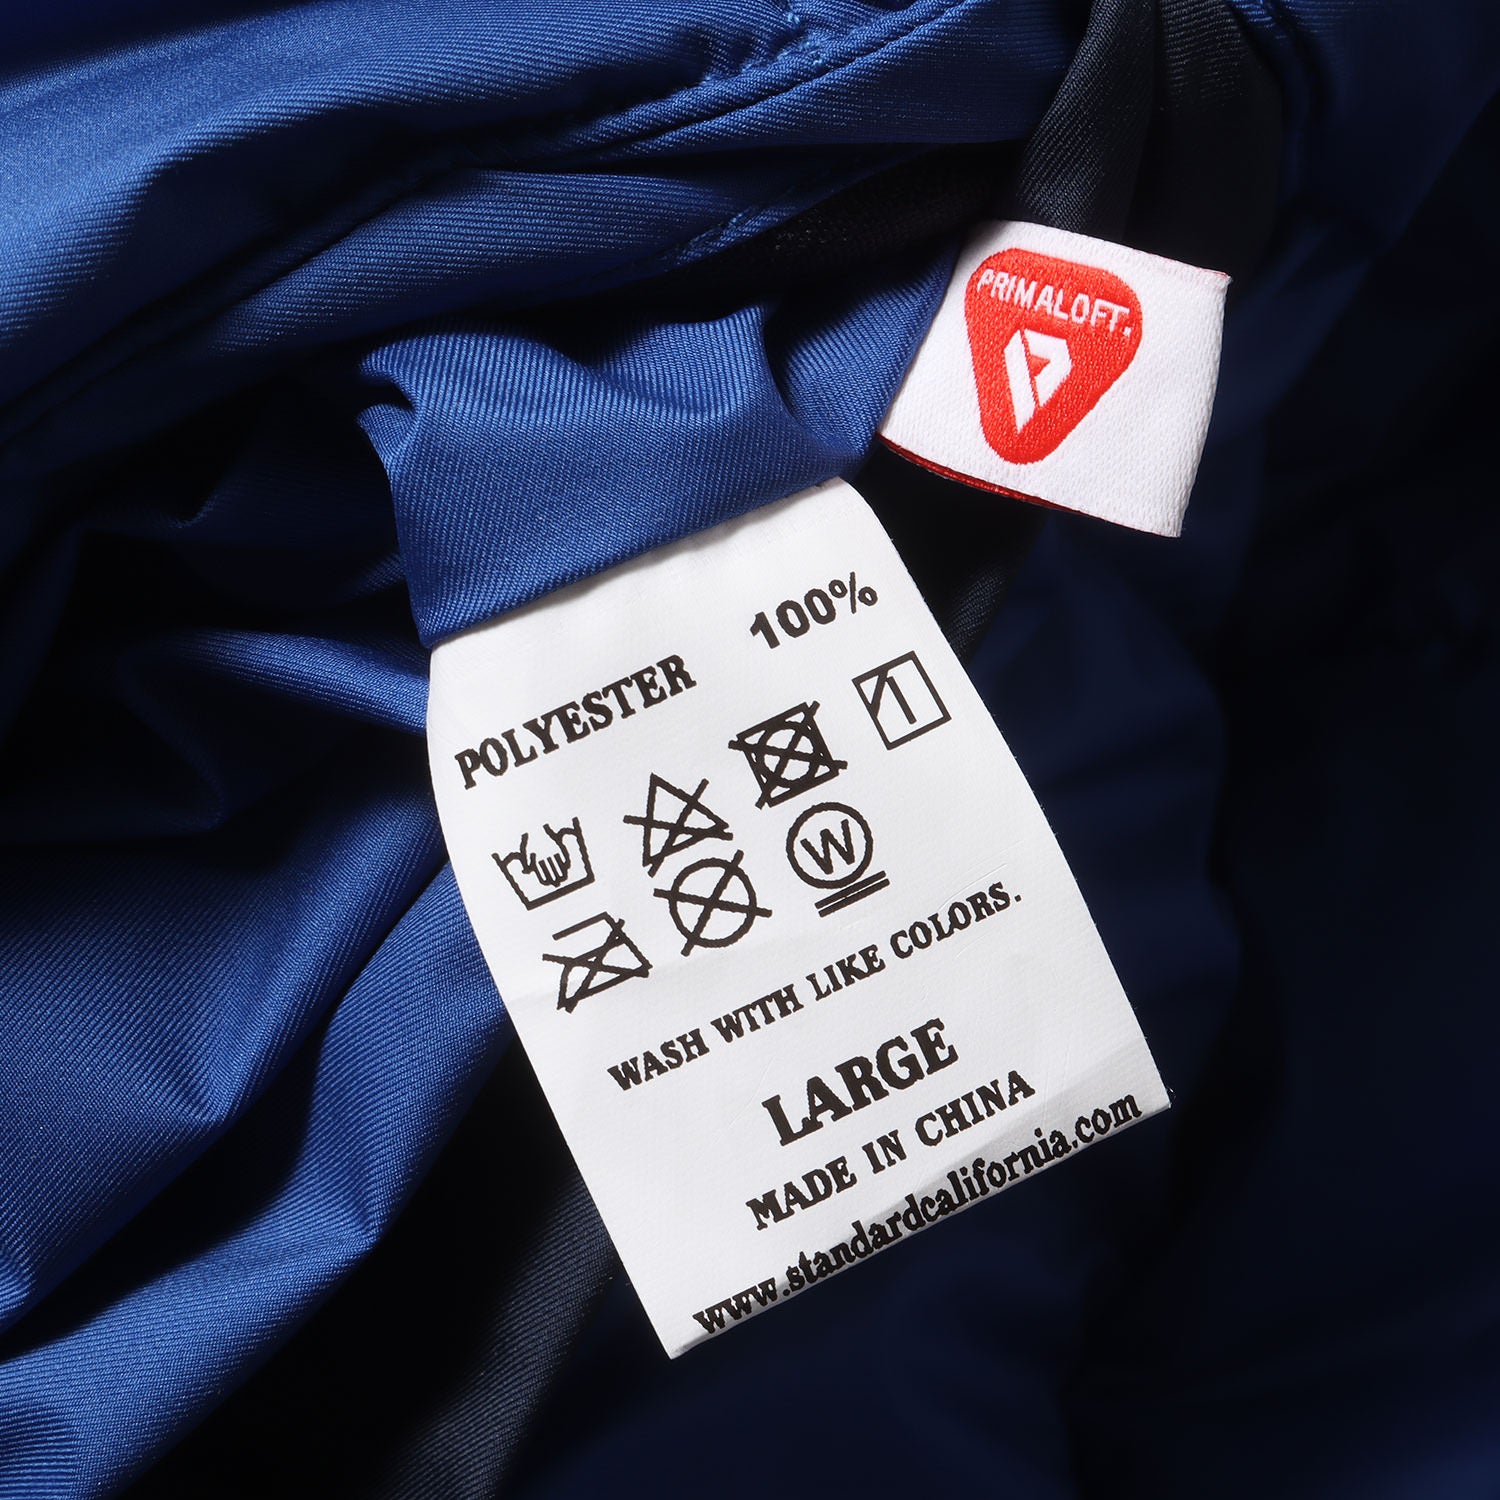 PRIMALOFT.
POLYESTER 100%
W
WASH WITH LIKE COLORS.
LARGE
MADE IN CHINA
www.standardcalifornia.com